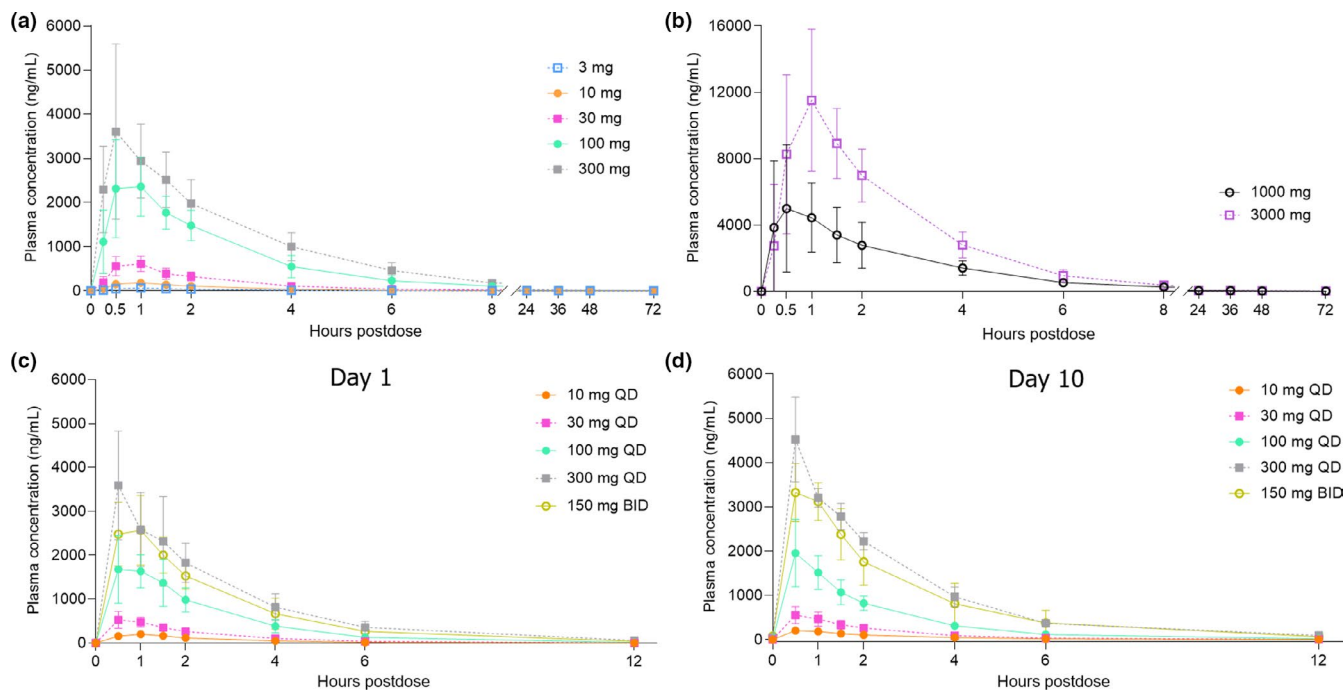 (a)
6000
5000
4000
3000
2000
1000
0
Plasma concentration (ng/mL)
3 mg
10 mg
30 mg
100 mg
300 mg
0 0.5 1 2 4 6 8 24 36 48 72
Hours postdose
(b)
16000
12000
8000
4000
0
Plasma concentration (ng/mL)
1000 mg
3000 mg
0 0.5 1 2 4 6 8 24 36 48 72
Hours postdose
(c)
Day 1
6000
5000
4000
3000
2000
1000
0
Plasma concentration (ng/mL)
10 mg QD
30 mg QD
100 mg QD
300 mg QD
150 mg BID
0 1 2 4 6 12
Hours postdose
(d)
Day 10
6000
5000
4000
3000
2000
1000
0
Plasma concentration (ng/mL)
10 mg QD
30 mg QD
100 mg QD
300 mg QD
150 mg BID
0 1 2 4 6 12
Hours postdose